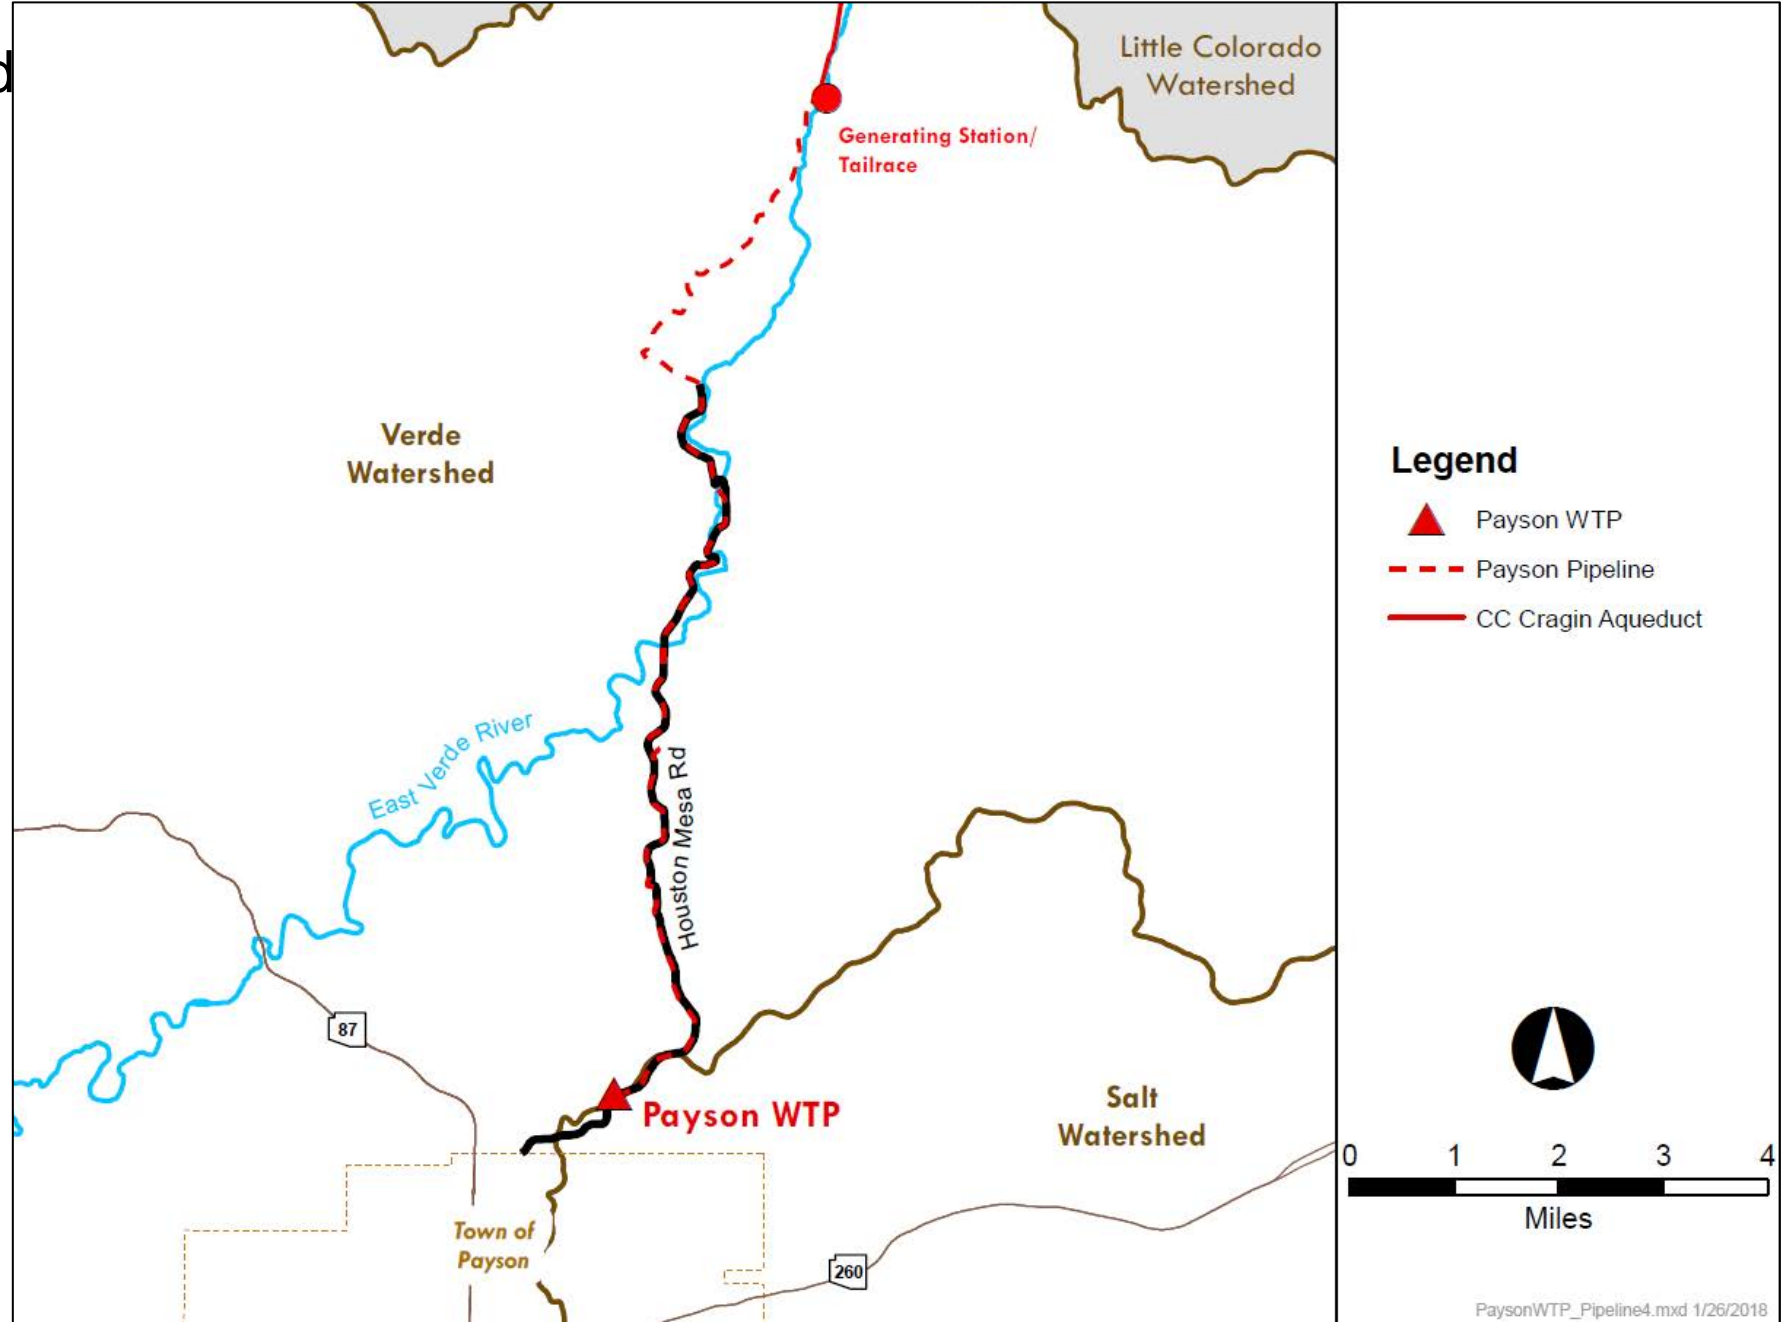 d
Little Colorado
Watershed
Generating Station/
Tailrace
Verde
Watershed
Legend
Payson WTP
Payson Pipeline
CC Cragin Aqueduct
East Verde River
Houston Mesa Rd
87
Payson WTP
Salt
Watershed
0 1 2 3 4
Miles
Town of
Payson
260
PaysonWTP_Pipeline4.mxd 1/26/2018